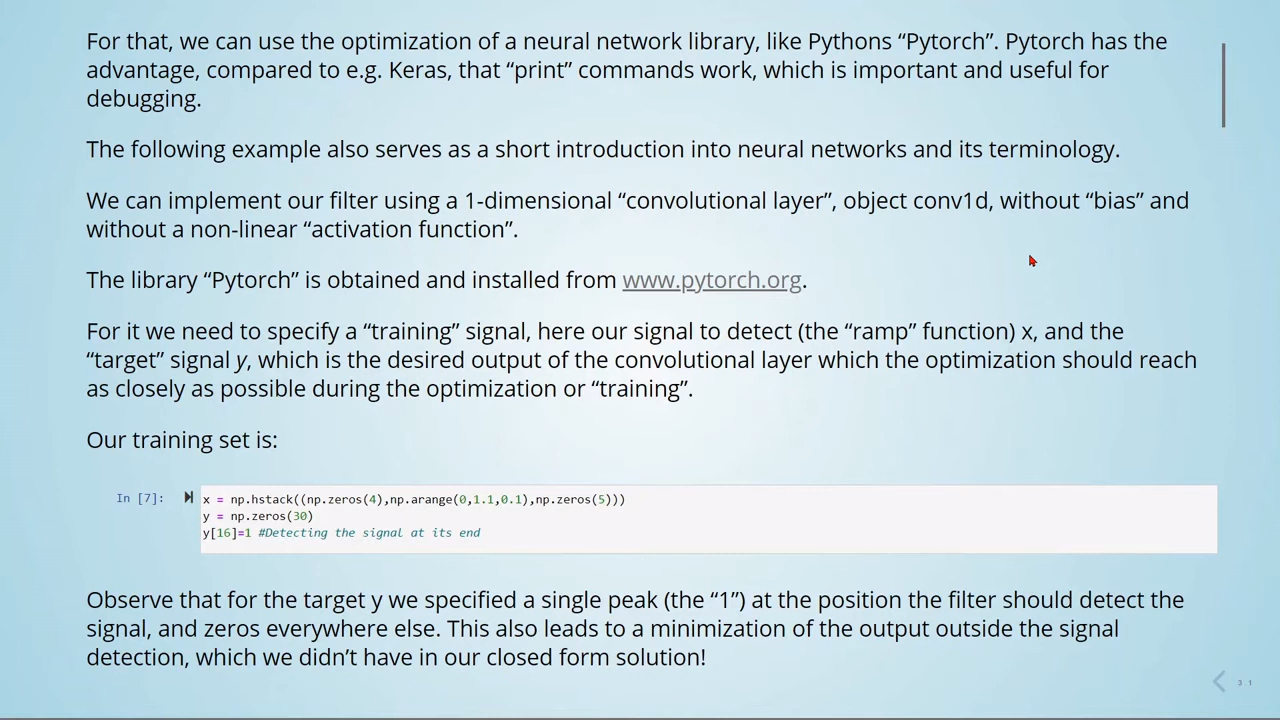 For that, we can use the optimization of a neural network library, like Pythons “Pytorch”. Pytorch has the
advantage, compared to e.g. Keras, that “print” commands work, which is important and useful for
debugging.
The following example also serves as a short introduction into neural networks and its terminology.
We can implement our filter using a 1-dimensional “convolutional layer”, object conv1d, without “bias” and
without a non-linear “activation function”.
The library “Pytorch” is obtained and installed from www.pytorch.org.
For it we need to specify a “training” signal, here our signal to detect (the “ramp” function) x, and the
“target” signal y, which is the desired output of the convolutional layer which the optimization should reach
as closely as possible during the optimization or “training”.
Our training set is:
In [7]:
x = np.hstack((np.zeros(4),np.arange(0,1.1,0.1),np.zeros(5)))
y = np.zeros(30)
y[16]=1 #Detecting the signal at its end
Observe that for the target y we specified a single peak (the “1”) at the position the filter should detect the
signal, and zeros everywhere else. This also leads to a minimization of the output outside the signal
detection, which we didn’t have in our closed form solution!
3.1